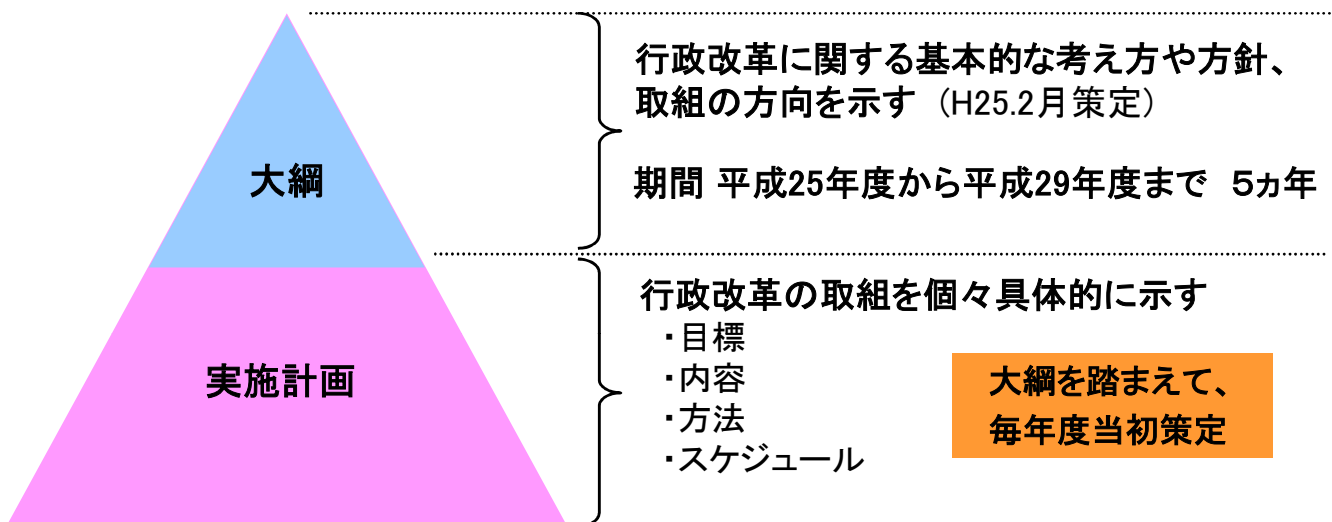 大綱
行政改革に関する基本的な考え方や方針、
取組の方向を示す (H25.2月策定)
期間 平成25年度から平成29年度まで 5ヵ年
実施計画
行政改革の取組を個々具体的に示す
・目標
・内容
・方法
・スケジュール
大綱を踏まえて、
毎年度当初策定